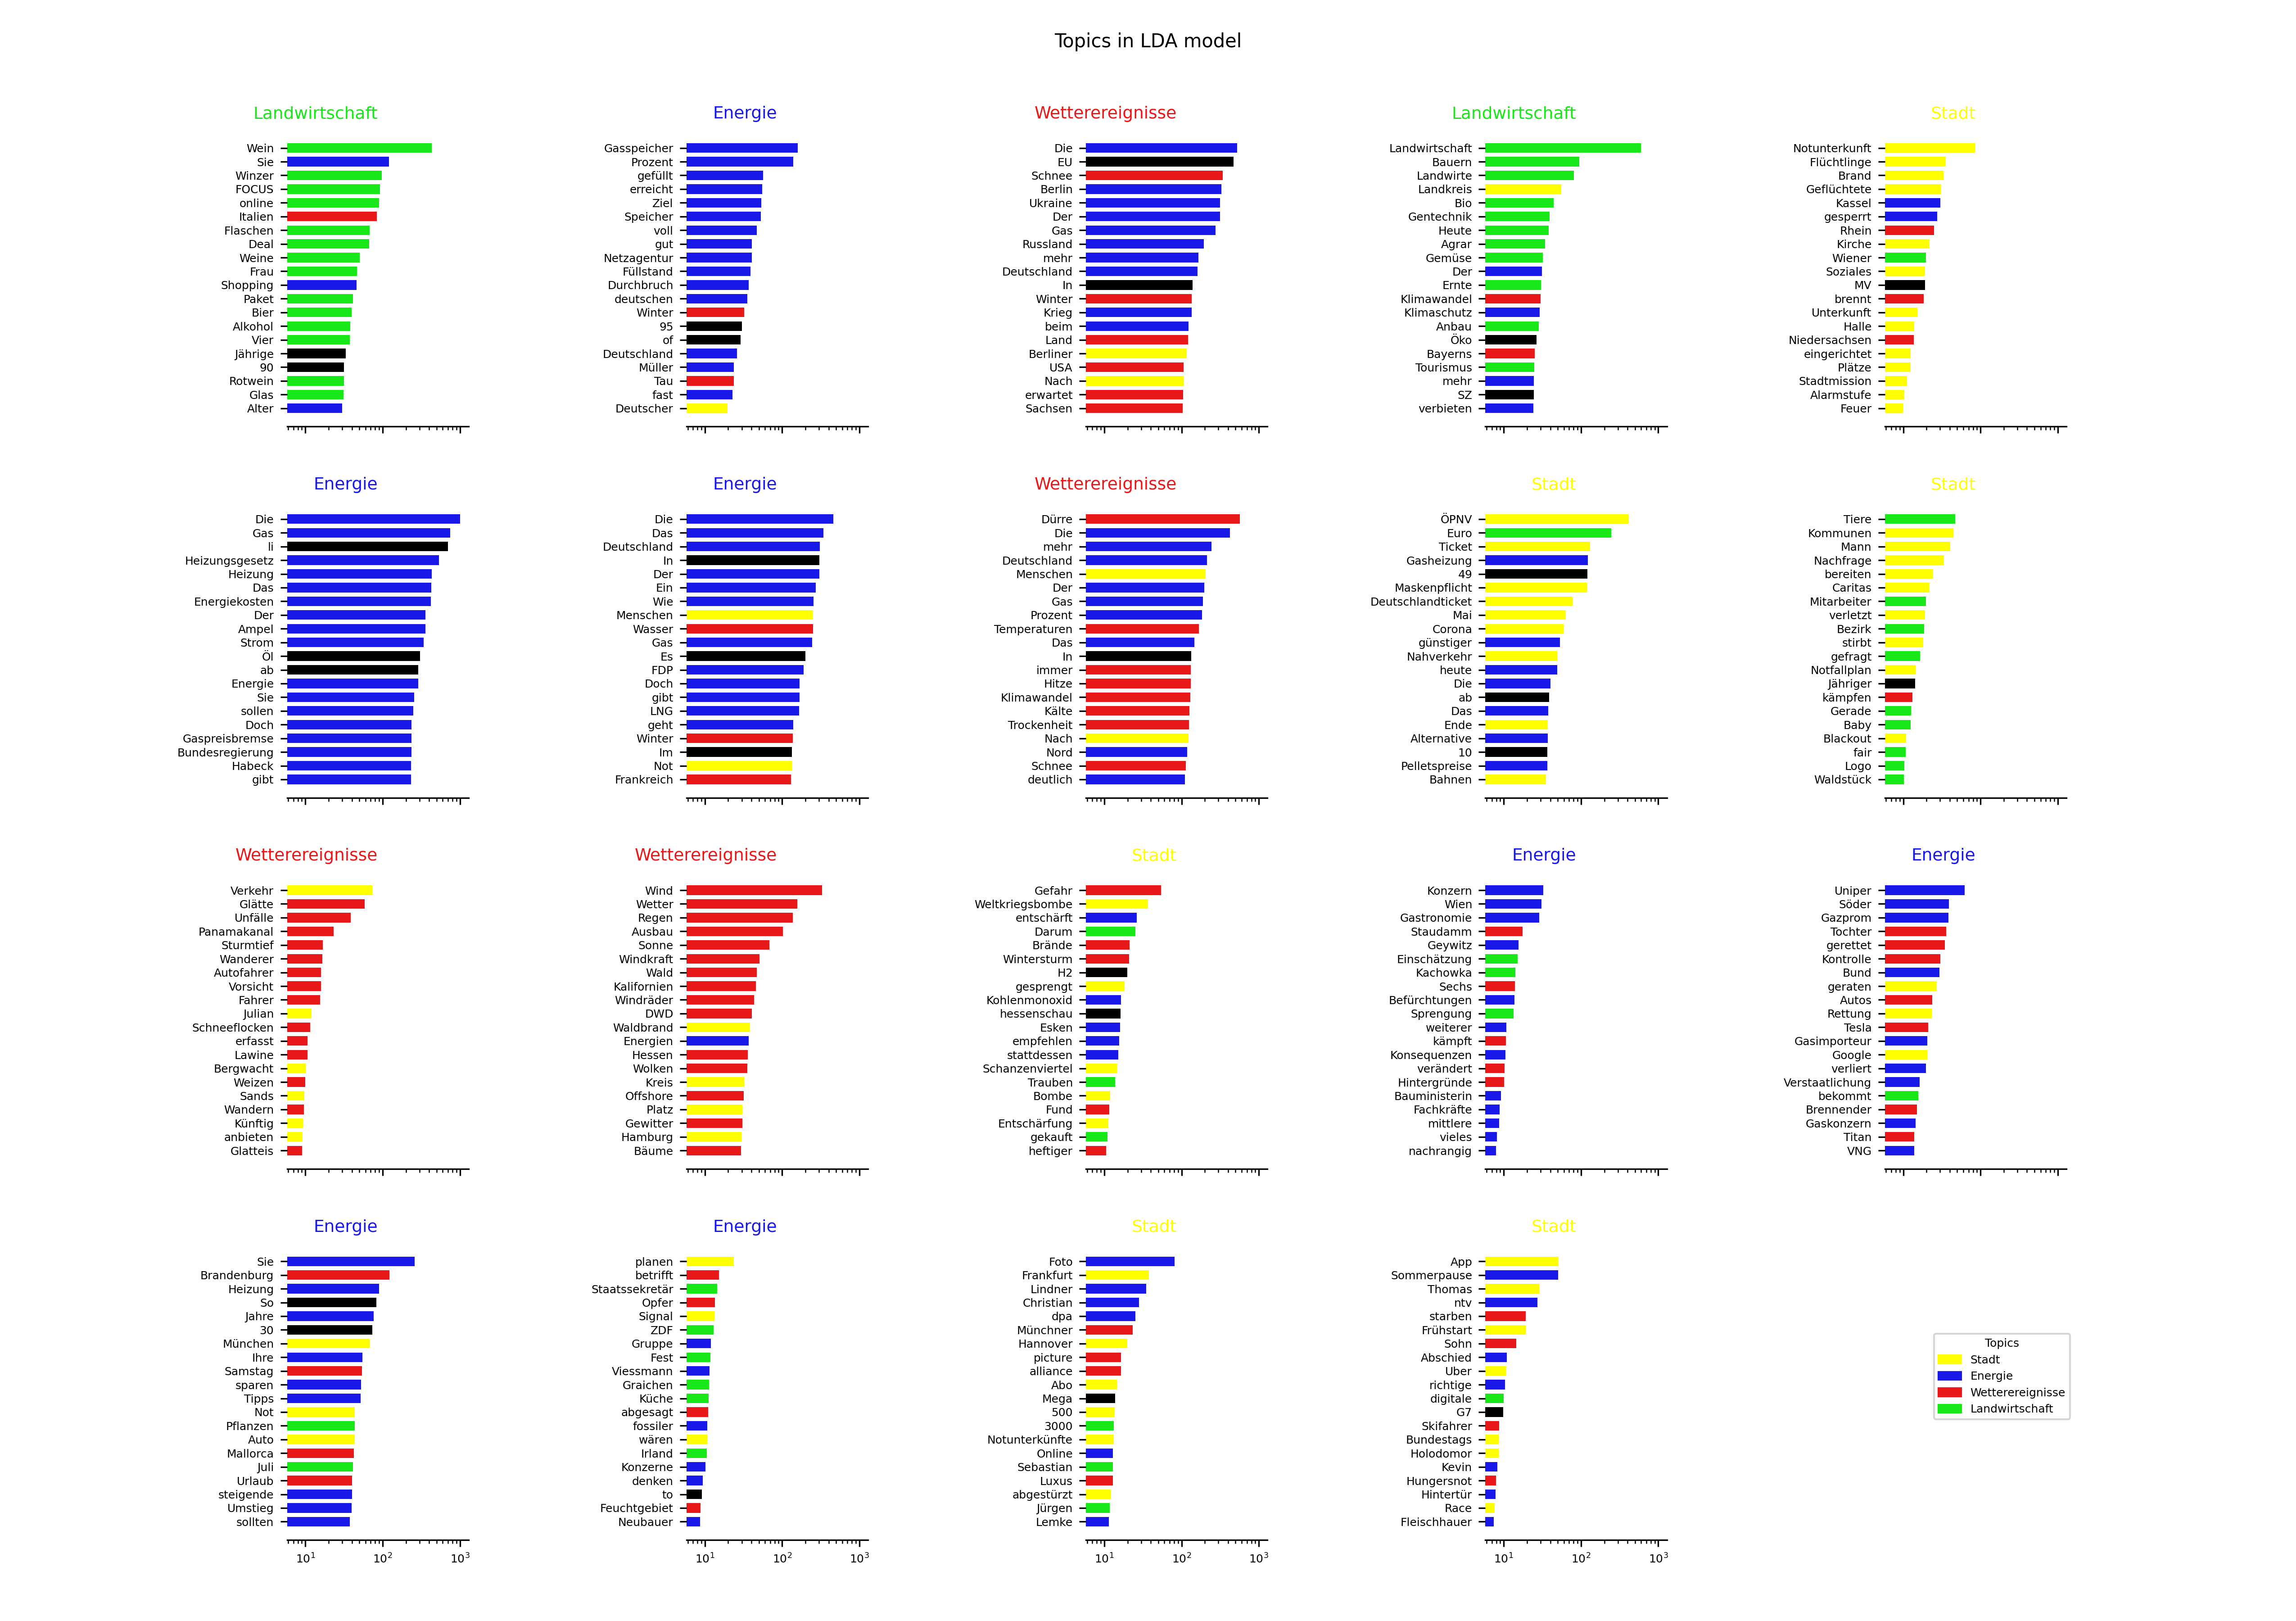 Topics in LDA model
Landwirtschaft
Wein
Sie
Winzer
FOCUS
online
Italien
Flaschen
Deal
Weine
Frau
Shopping
Paket
Bier
Alkohol
Vier
Jährige
90
Rotwein
Glas
Alter
Energie
Gasspeicher
Prozent
gefüllt
erreicht
Ziel
Speicher
voll
gut
Netzagentur
Füllstand
Durchbruch
deutschen
Winter
95
of
Deutschland
Müller
Tau
fast
Deutscher
Wetterereignisse
Die
EU
Schnee
Berlin
Ukraine
Der
Gas
Russland
mehr
Deutschland
In
Winter
Krieg
beim
Land
Berliner
USA
Nach
erwartet
Sachsen
Landwirtschaft
Landwirtschaft
Bauern
Landwirte
Landkreis
Bio
Gentechnik
Heute
Agrar
Gemüse
Der
Ernte
Klimawandel
Klimaschutz
Anbau
Öko
Bayerns
Tourismus
mehr
SZ
verbieten
Stadt
Notunterkunft
Flüchtlinge
Brand
Geflüchtete
Kassel
gesperrt
Rhein
Kirche
Wiener
Soziales
MV
brennt
Unterkunft
Halle
Niedersachsen
eingerichtet
Plätze
Stadtmission
Alarmstufe
Feuer
Energie
Die
Gas
li
Heizungsgesetz
Heizung
Das
Energiekosten
Der
Ampel
Strom
Öl
ab
Energie
Sie
sollen
Doch
Gaspreisbremse
Bundesregierung
Habeck
gibt
Energie
Die
Das
Deutschland
In
Der
Ein
Wie
Menschen
Wasser
Gas
Es
FDP
Doch
gibt
LNG
geht
Winter
Im
Not
Frankreich
Wetterereignisse
Dürre
Die
mehr
Deutschland
Menschen
Der
Gas
Prozent
Temperaturen
Das
In
immer
Hitze
Klimawandel
Kälte
Trockenheit
Nach
Nord
Schnee
deutlich
Stadt
ÖPNV
Euro
Ticket
Gasheizung
49
Maskenpflicht
Deutschlandticket
Mai
Corona
günstiger
Nahverkehr
heute
Die
ab
Das
Ende
Alternative
10
Pelletspreise
Bahnen
Stadt
Tiere
Kommunen
Mann
Nachfrage
bereiten
Caritas
Mitarbeiter
verletzt
Bezirk
stirbt
gefragt
Notfallplan
Jähriger
kämpfen
Gerade
Baby
Blackout
fair
Logo
Waldstück
Wetterereignisse
Verkehr
Glätte
Unfälle
Panamakanal
Sturmtief
Wanderer
Autofahrer
Vorsicht
Fahrer
Julian
Schneeflocken
erfasst
Lawine
Bergwacht
Weizen
Sands
Wandern
Künftig
anbieten
Glatteis
Wetterereignisse
Wind
Wetter
Regen
Ausbau
Sonne
Windkraft
Wald
Kalifornien
Windräder
DWD
Waldbrand
Energien
Hessen
Wolken
Kreis
Offshore
Platz
Gewitter
Hamburg
Bäume
Stadt
Gefahr
Weltkriegsbombe
entschärft
Darum
Brände
Wintersturm
H2
gesprengt
Kohlenmonoxid
hessenschau
Esken
empfehlen
stattdessen
Schanzenviertel
Trauben
Bombe
Fund
Entschärfung
gekauft
heftiger
Energie
Konzern
Wien
Gastronomie
Staudamm
Geywitz
Einschätzung
Kachowka
Sechs
Befürchtungen
Sprengung
weiterer
kämpft
Konsequenzen
verändert
Hintergründe
Bauministerin
Fachkräfte
mittlere
vieles
nachrangig
Energie
Uniper
Söder
Gazprom
Tochter
gerettet
Kontrolle
Bund
geraten
Autos
Rettung
Tesla
Gasimporteur
Google
verliert
Verstaatlichung
bekommt
Brennender
Gaskonzern
Titan
VNG
Energie
Sie
Brandenburg
Heizung
So
Jahre
30
München
Ihre
Samstag
sparen
Tipps
Not
Pflanzen
Auto
Mallorca
Juli
Urlaub
steigende
Umstieg
sollten
10¹ 10² 10³
Energie
planen
betrifft
Staatssekretär
Opfer
Signal
ZDF
Gruppe
Fest
Viessmann
Graichen
Küche
abgesagt
fossiler
wären
Irland
Konzerne
denken
to
Feuchtgebiet
Neubauer
10¹ 10² 10³
Stadt
Foto
Frankfurt
Lindner
Christian
dpa
Münchner
Hannover
picture
alliance
Abo
Mega
500
3000
Notunterkünfte
Online
Sebastian
Luxus
abgestürzt
Jürgen
Lemke
10¹ 10² 10³
Stadt
App
Sommerpause
Thomas
ntv
starben
Frühstart
Sohn
Abschied
Uber
richtige
digitale
G7
Skifahrer
Bundestags
Holodomor
Kevin
Hungersnot
Hintertür
Race
Fleischhauer
10¹ 10² 10³
Topics
Stadt
Energie
Wetterereignisse
Landwirtschaft